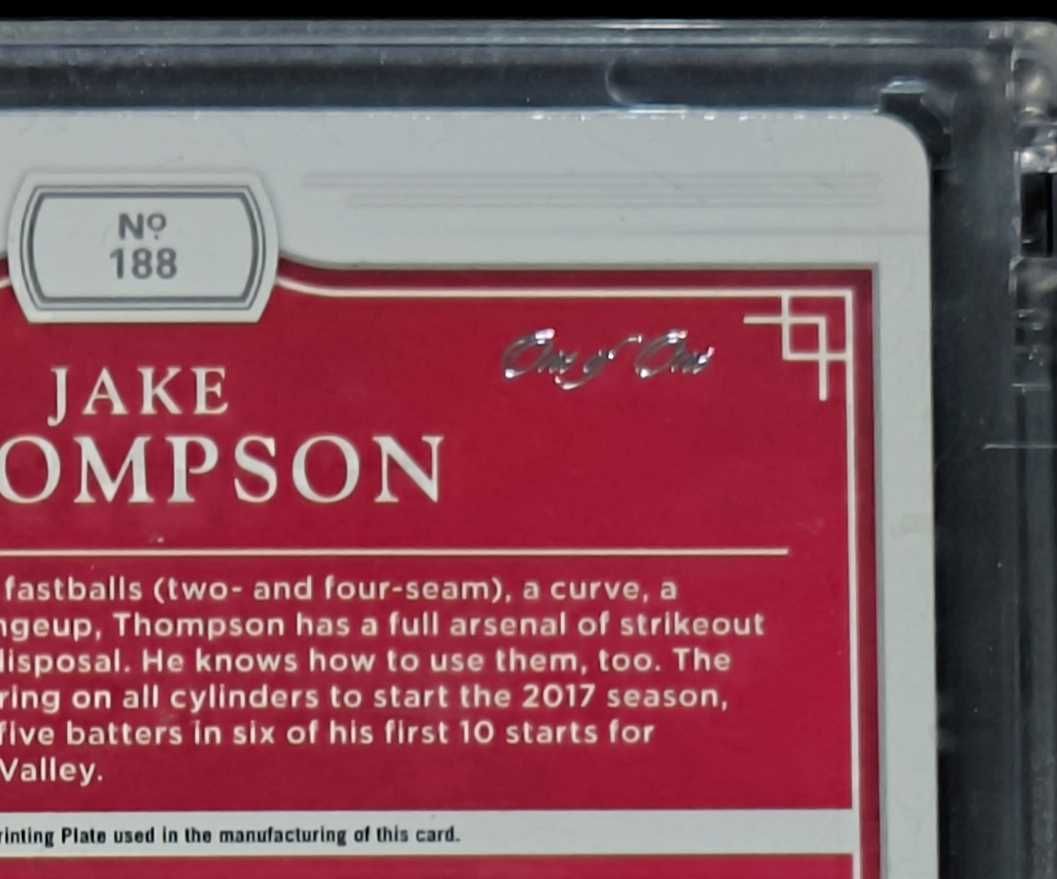 Nº
188
One of One
JAKE
OMPSON
fastballs (two- and four-seam), a curve, a
ngeup, Thompson has a full arsenal of strikeout
disposal. He knows how to use them, too. The
ring on all cylinders to start the 2017 season,
five batters in six of his first 10 starts for
Valley.
rinting Plate used in the manufacturing of this card.